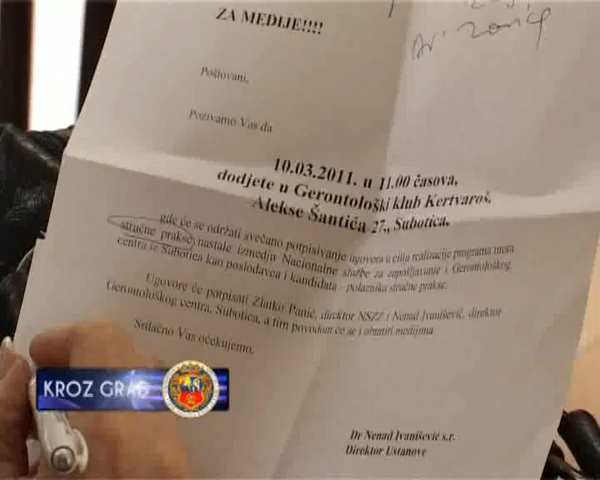 ZA MEDIJE!!!!
Dr. Zorić
Poštovani,
Pozivamo Vas da
10.03.2011. u 11.00 časova,
dodjete u Gerontološki klub Kertvaroš,
Alekse Šantića 27., Subotica,
gde će se održati svečano potpisivanje ugovora u cilju realizacije programa mera
stručne prakse, nastale izmedju Nacionalne službe za zapošljavanje i Gerontološkog
centra iz Subotice kao poslodavca i kandidata - polaznika stručne prakse.
Ugovore će potpisati Zlatko Panić, direktor NSZZ i Nenad Ivanišević, direktor
Gerontološkog centra, Subotica, a tim povodom će se i obratiti medijima
Srdačno Vas očekujemo,
KROZ GRAD
Dr Nenad Ivanišević s.r.
Direktor Ustanove